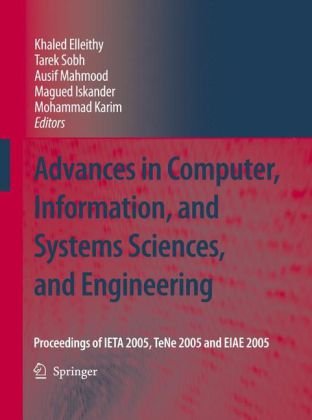 Khaled Elleithy
Tarek Sobh
Ausif Mahmood
Magued Iskander
Mohammad Karim
Editors
Advances in Computer,
Information, and
Systems Sciences,
and Engineering
Proceedings of IETA 2005, TeNe 2005 and EIAE 2005
Springer